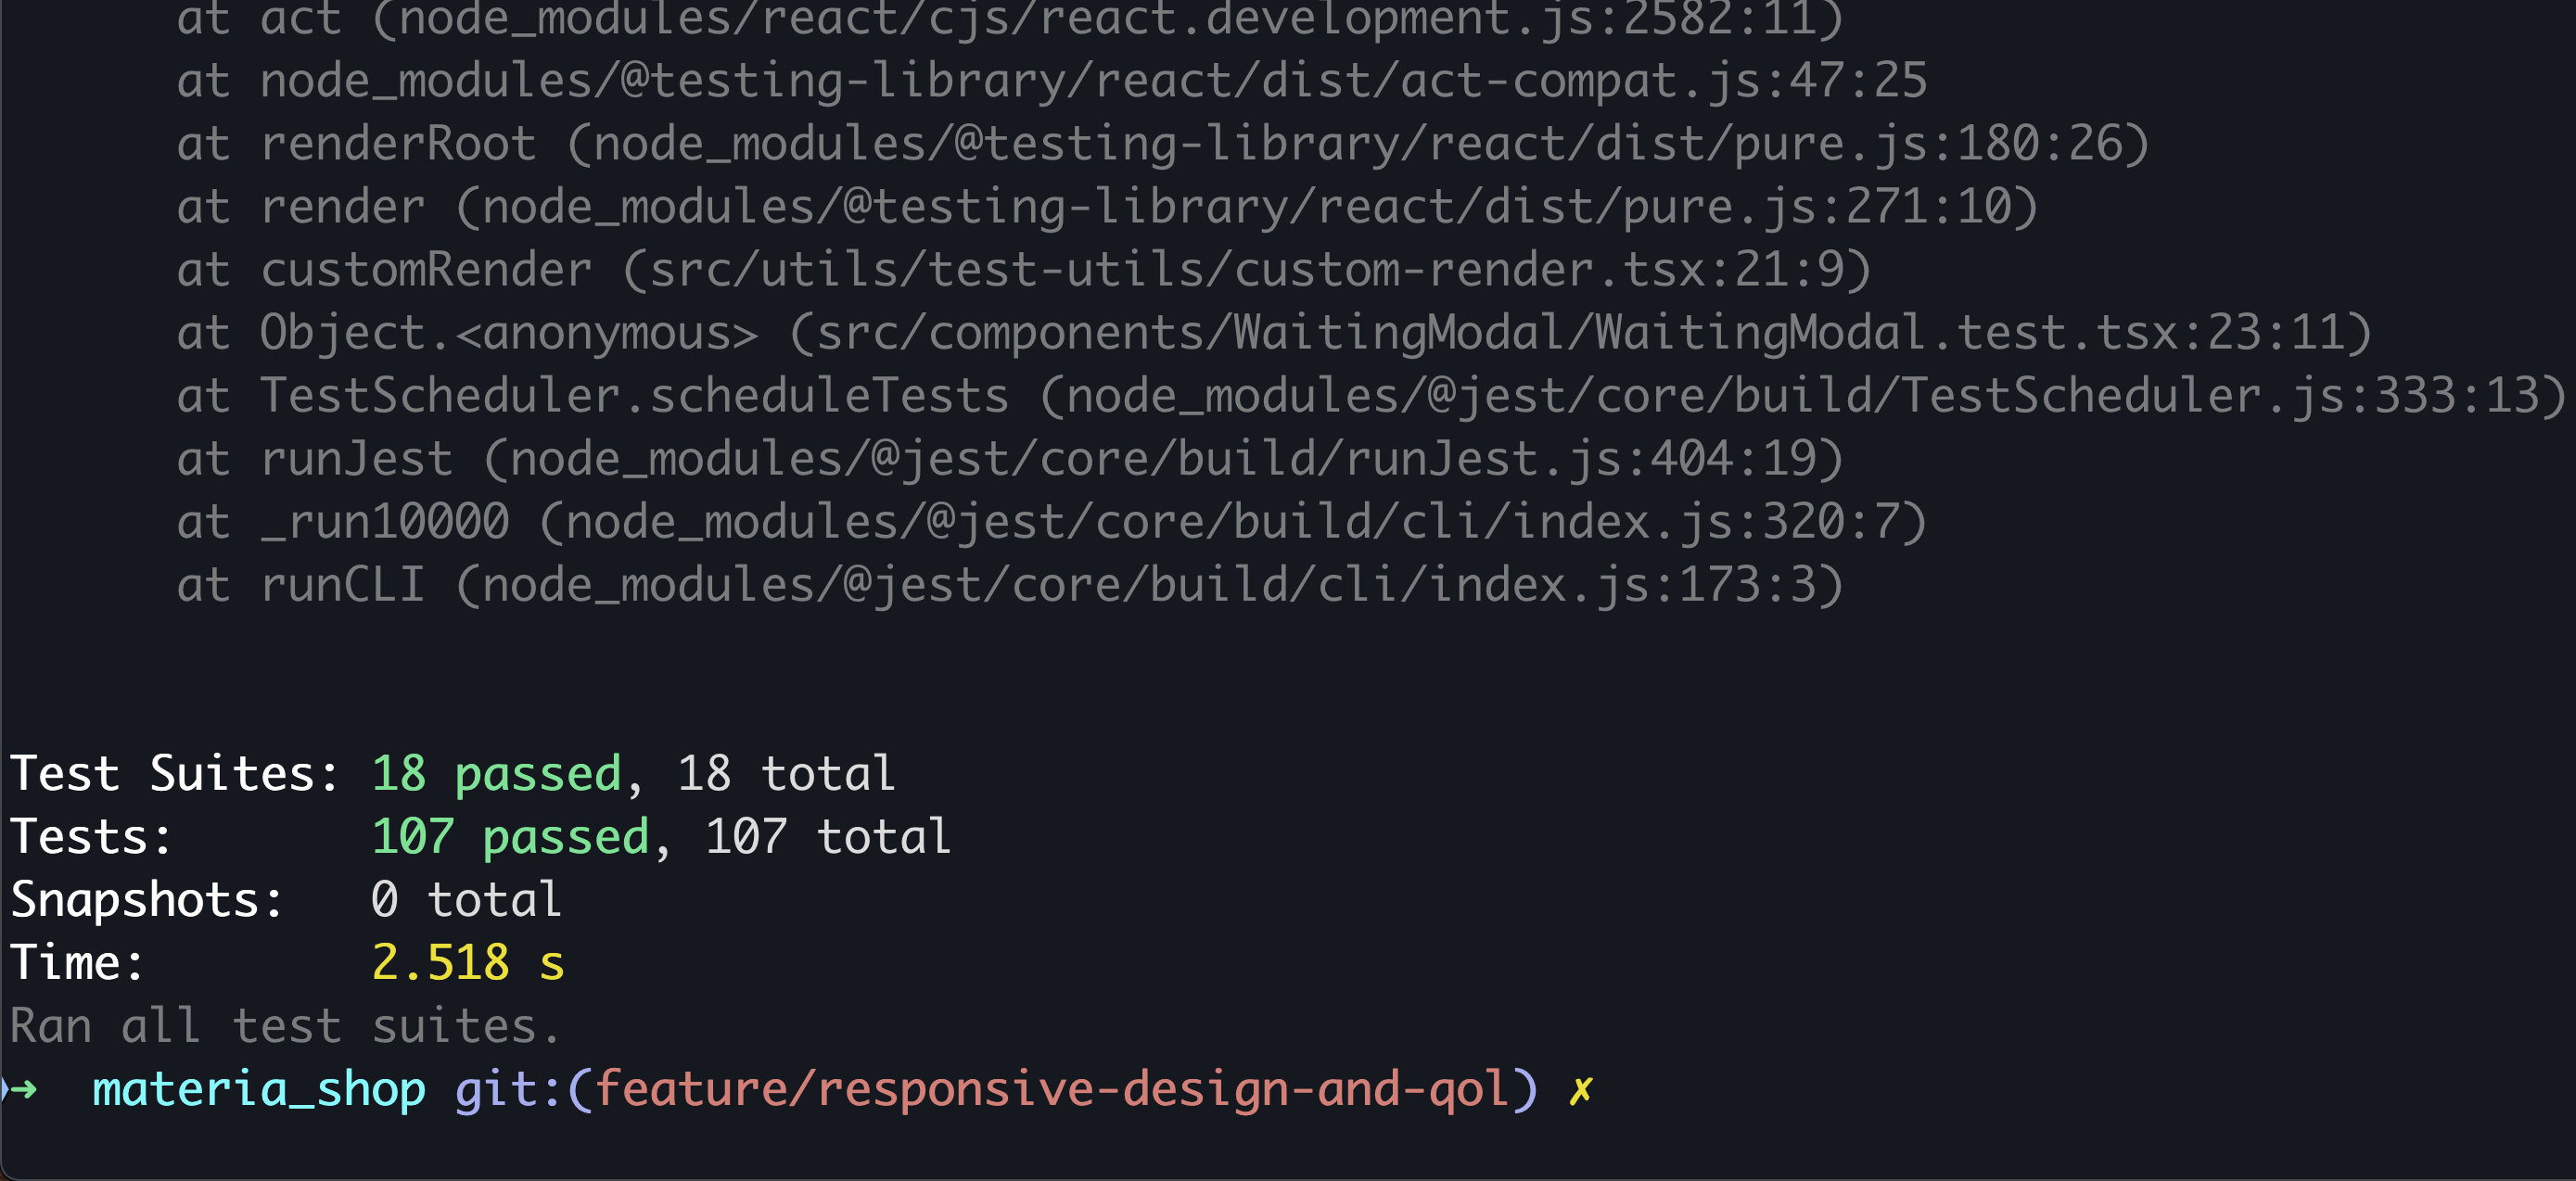 at act (node_modules/react/cjs/react.development.js:2582:11)
at node_modules/@testing-library/react/dist/act-compat.js:47:25
at renderRoot (node_modules/@testing-library/react/dist/pure.js:180:26)
at render (node_modules/@testing-library/react/dist/pure.js:271:10)
at customRender (src/utils/test-utils/custom-render.tsx:21:9)
at Object.<anonymous> (src/components/WaitingModal/WaitingModal.test.tsx:23:11)
at TestScheduler.scheduleTests (node_modules/@jest/core/build/TestScheduler.js:333:13)
at runJest (node_modules/@jest/core/build/runJest.js:404:19)
at _run10000 (node_modules/@jest/core/build/cli/index.js:320:7)
at runCLI (node_modules/@jest/core/build/cli/index.js:173:3)
Test Suites: 18 passed, 18 total
Tests: 107 passed, 107 total
Snapshots: 0 total
Time: 2.518 s
Ran all test suites.
➜ materia_shop git:(feature/responsive-design-and-qol) ✗